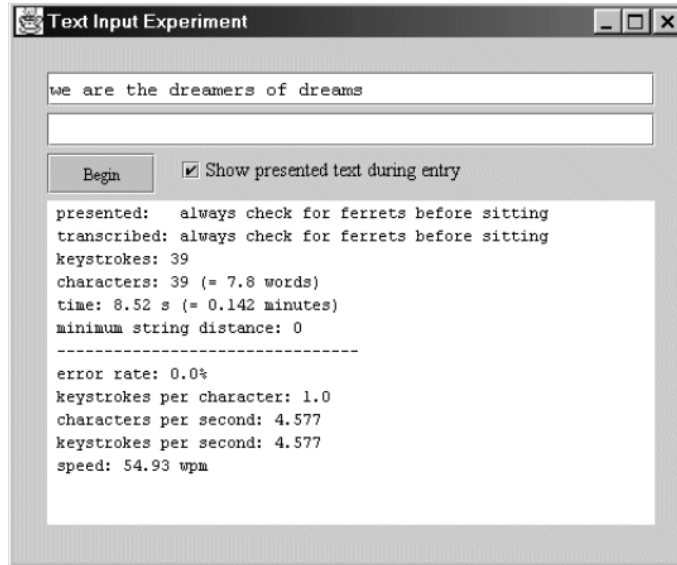 Text Input Experiment
we are the dreamers of dreams
Begin
Show presented text during entry
presented:   always check for ferrets before sitting
transcribed: always check for ferrets before sitting
keystrokes: 39
characters: 39 (= 7.8 words)
time: 8.52 s (= 0.142 minutes)
minimum string distance: 0
---------------------------------
error rate: 0.0%
keystrokes per character: 1.0
characters per second: 4.577
keystrokes per second: 4.577
speed: 54.93 wpm